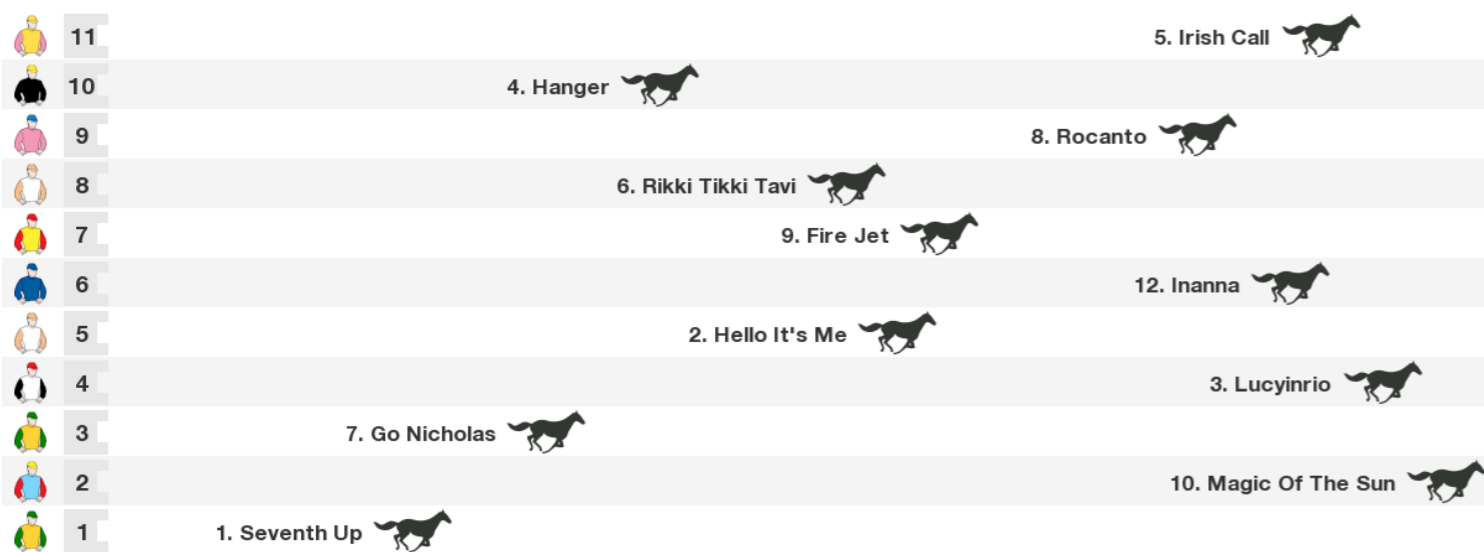 11 5. Irish Call
10 4. Hanger
9 8. Rocanto
8 6. Rikki Tikki Tavi
7 9. Fire Jet
6 12. Inanna
5 2. Hello It's Me
4 3. Lucyinrio
3 7. Go Nicholas
2 10. Magic Of The Sun
1 1. Seventh Up